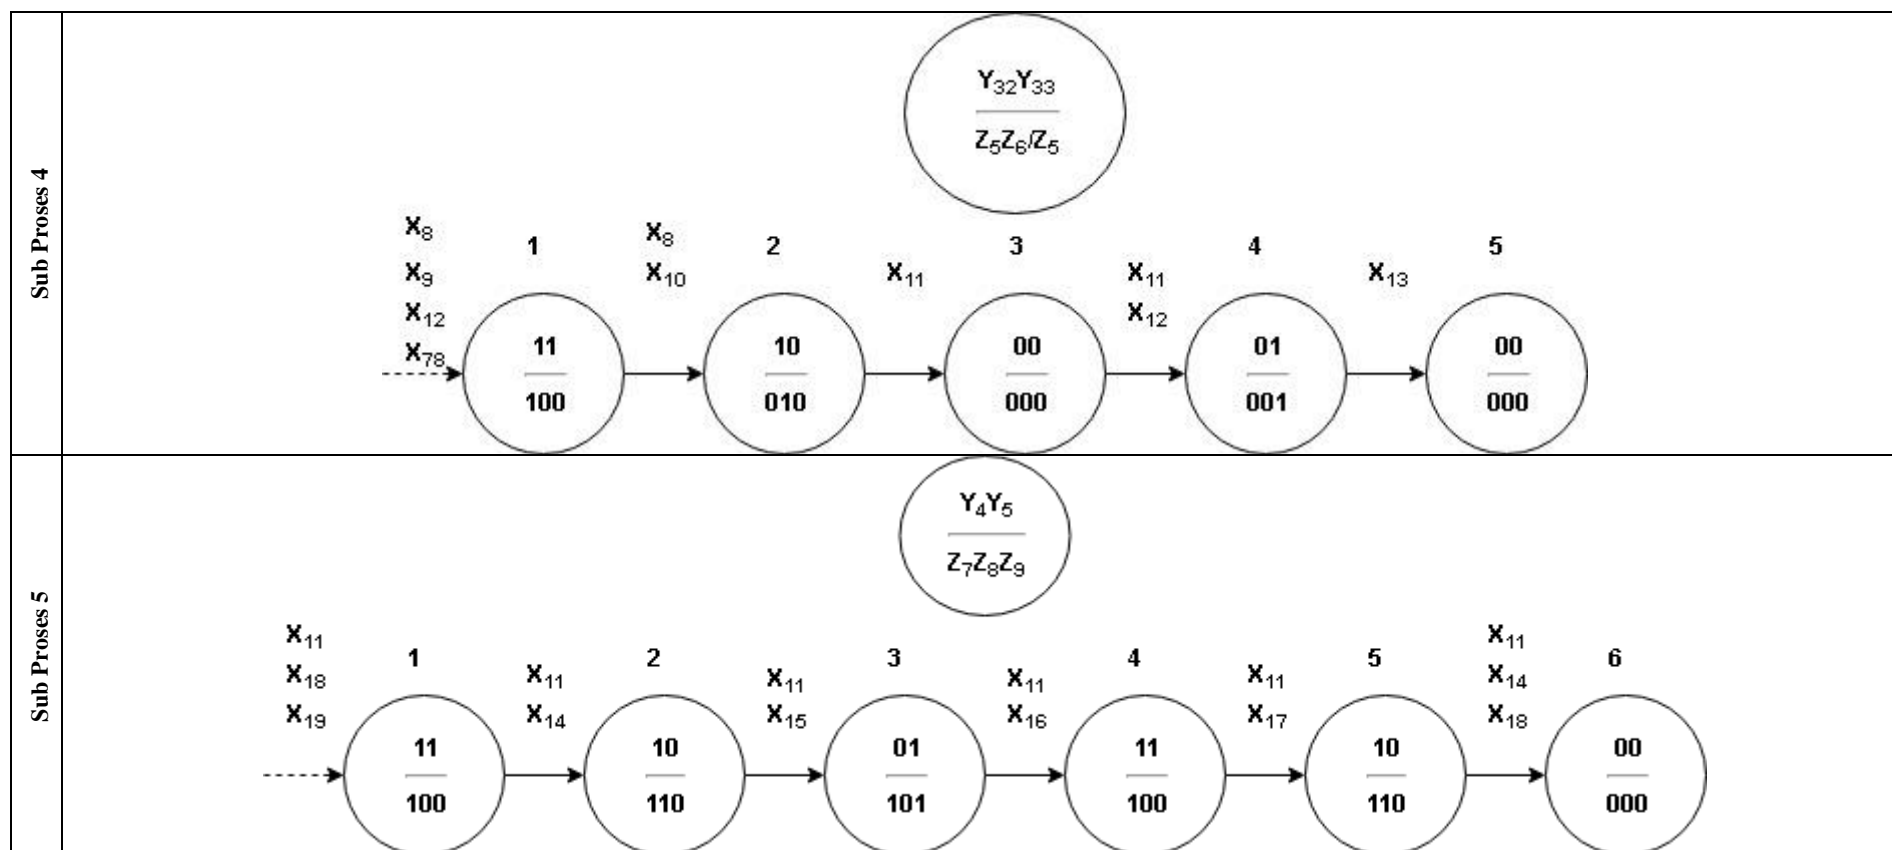 Sub Proses 4
Y32Y33
Z5Z6/Z5
X8
X9
X12
X78
1
11
100
X8
X10
2
10
010
X11
3
00
000
X11
X12
4
01
001
X13
5
00
000
Sub Proses 5
Y4Y5
Z7Z8Z9
X11
X18
X19
1
11
100
X11
X14
2
10
110
X11
X15
3
01
101
X11
X16
4
11
100
X11
X17
5
10
110
X11
X14
X18
6
00
000